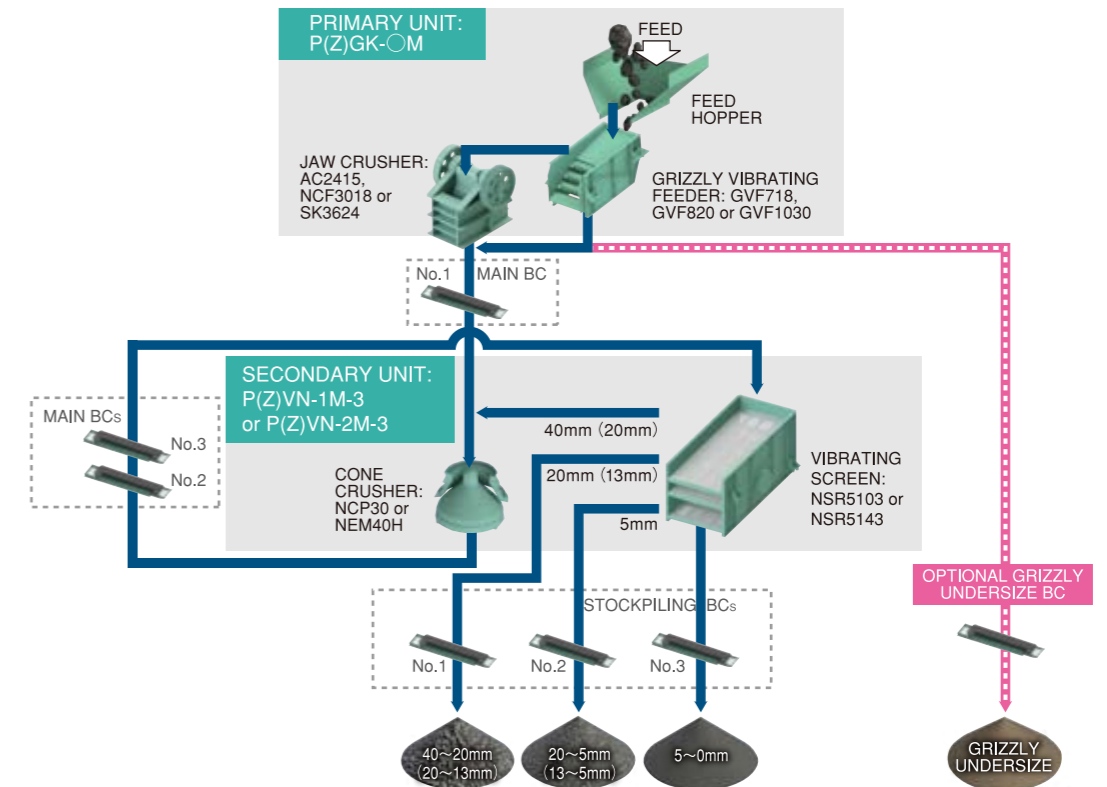 PRIMARY UNIT:
P(Z)GK-○M
FEED
FEED
HOPPER
JAW CRUSHER:
AC2415,
NCF3018 or
SK3624
GRIZZLY VIBRATING
FEEDER: GVF718,
GVF820 or GVF1030
No.1 MAIN BC
SECONDARY UNIT:
P(Z)VN-1M-3
or P(Z)VN-2M-3
MAIN BCs
No.3
No.2
40mm (20mm)
20mm (13mm)
5mm
CONE
CRUSHER:
NCP30 or
NEM40H
VIBRATING
SCREEN:
NSR5103 or
NSR5143
OPTIONAL GRIZZLY
UNDERSIZE BC
STOCKPILING BCs
No.1
No.2
No.3
40～20mm
(20～13mm)
20～5mm
(13～5mm)
5～0mm
GRIZZLY
UNDERSIZE